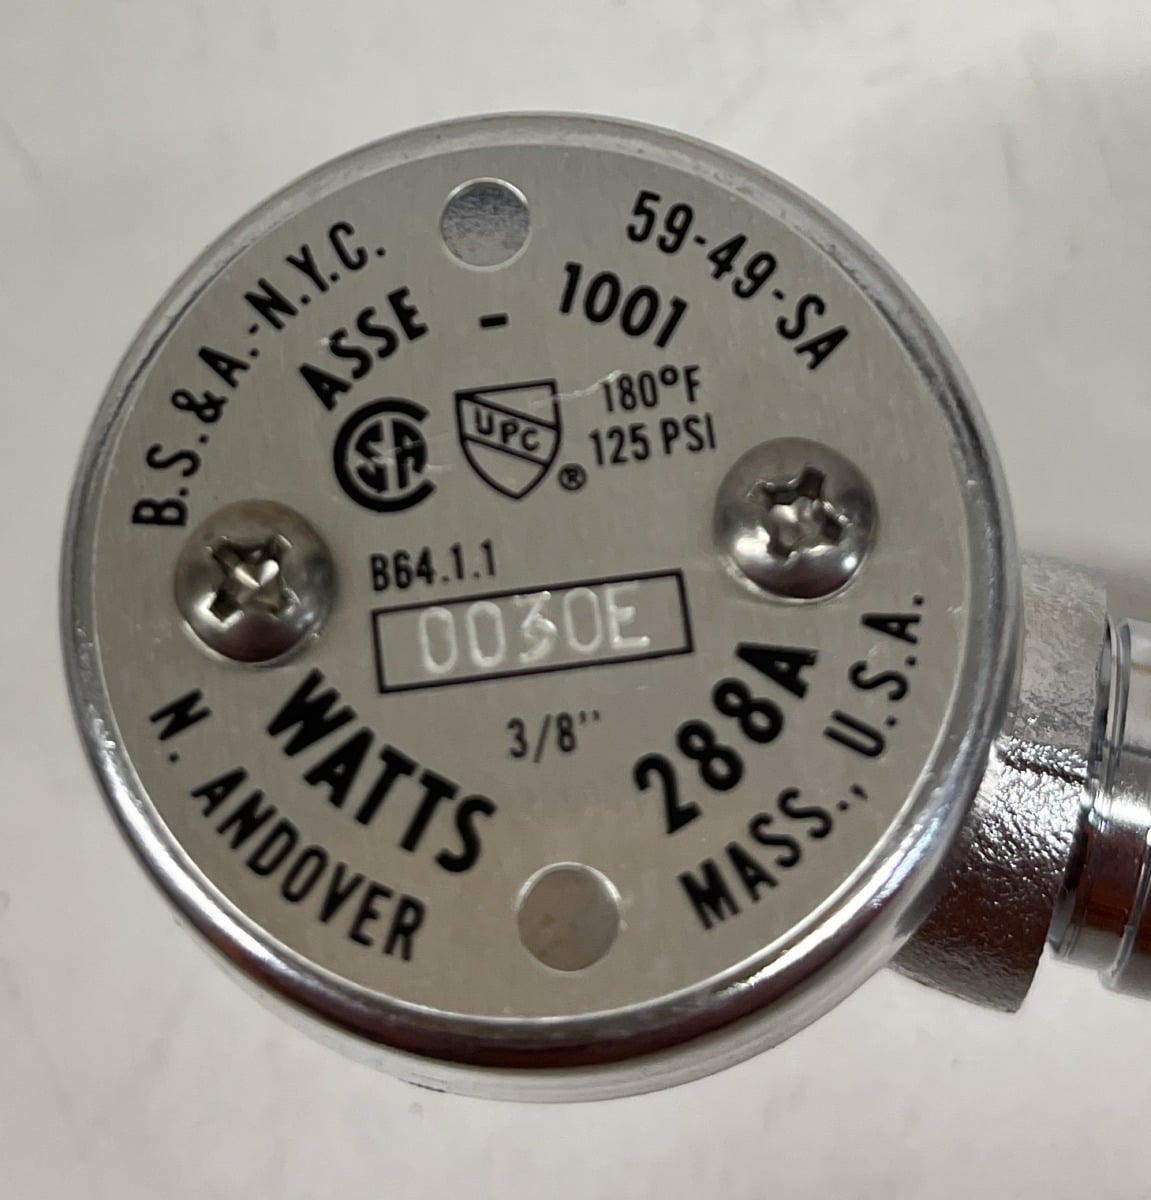 B.S.&A.-N.Y.C. 59-49-SA
ASSE - 1001
CSA UPC ® 180°F
125 PSI
B64.1.1
0030E
3/8"
WATTS 288A
N. ANDOVER MASS., U.S.A.